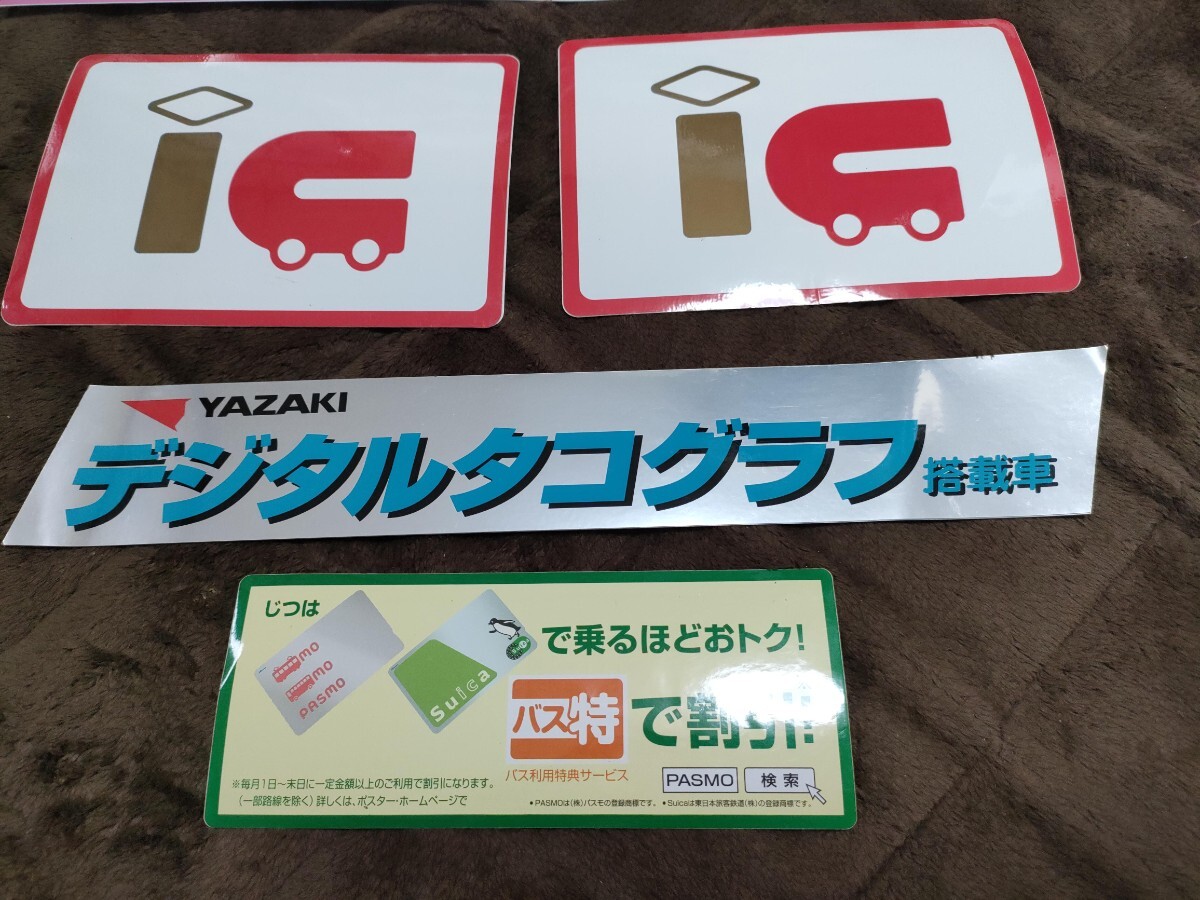 ic
ic
YAZAKI
デジタルタコグラフ搭載車
じつは
PASMO
Suica
で乗るほどおトク!
バス特で割引!
バス利用特典サービス
※毎月1日〜末日に一定金額以上のご利用で割引になります。
(一部路線を除く)詳しくは、ポスター・ホームページで
PASMO 検索
・PASMOは(株)パスモの登録商標です。・Suicaは東日本旅客鉄道(株)の登録商標です。